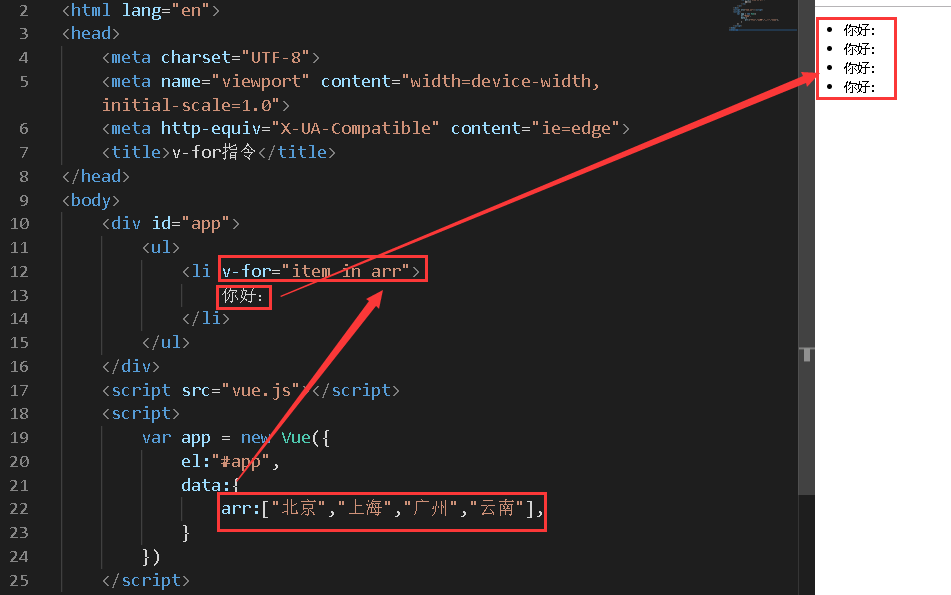 2 <html lang="en">
3 <head>
4 <meta charset="UTF-8">
5 <meta name="viewport" content="width=device-width,
initial-scale=1.0">
6 <meta http-equiv="X-UA-Compatible" content="ie=edge">
7 <title>v-for指令</title>
8 </head>
9 <body>
10 <div id="app">
11 <ul>
12 <li v-for="item in arr">
13 你好：
14 </li>
15 </ul>
16 </div>
17 <script src="vue.js"></script>
18 <script>
19 var app = new Vue({
20 el:"#app",
21 data:{
22 arr:["北京","上海","广州","云南"],
23 }
24 })
25 </script>
• 你好：
• 你好：
• 你好：
• 你好：